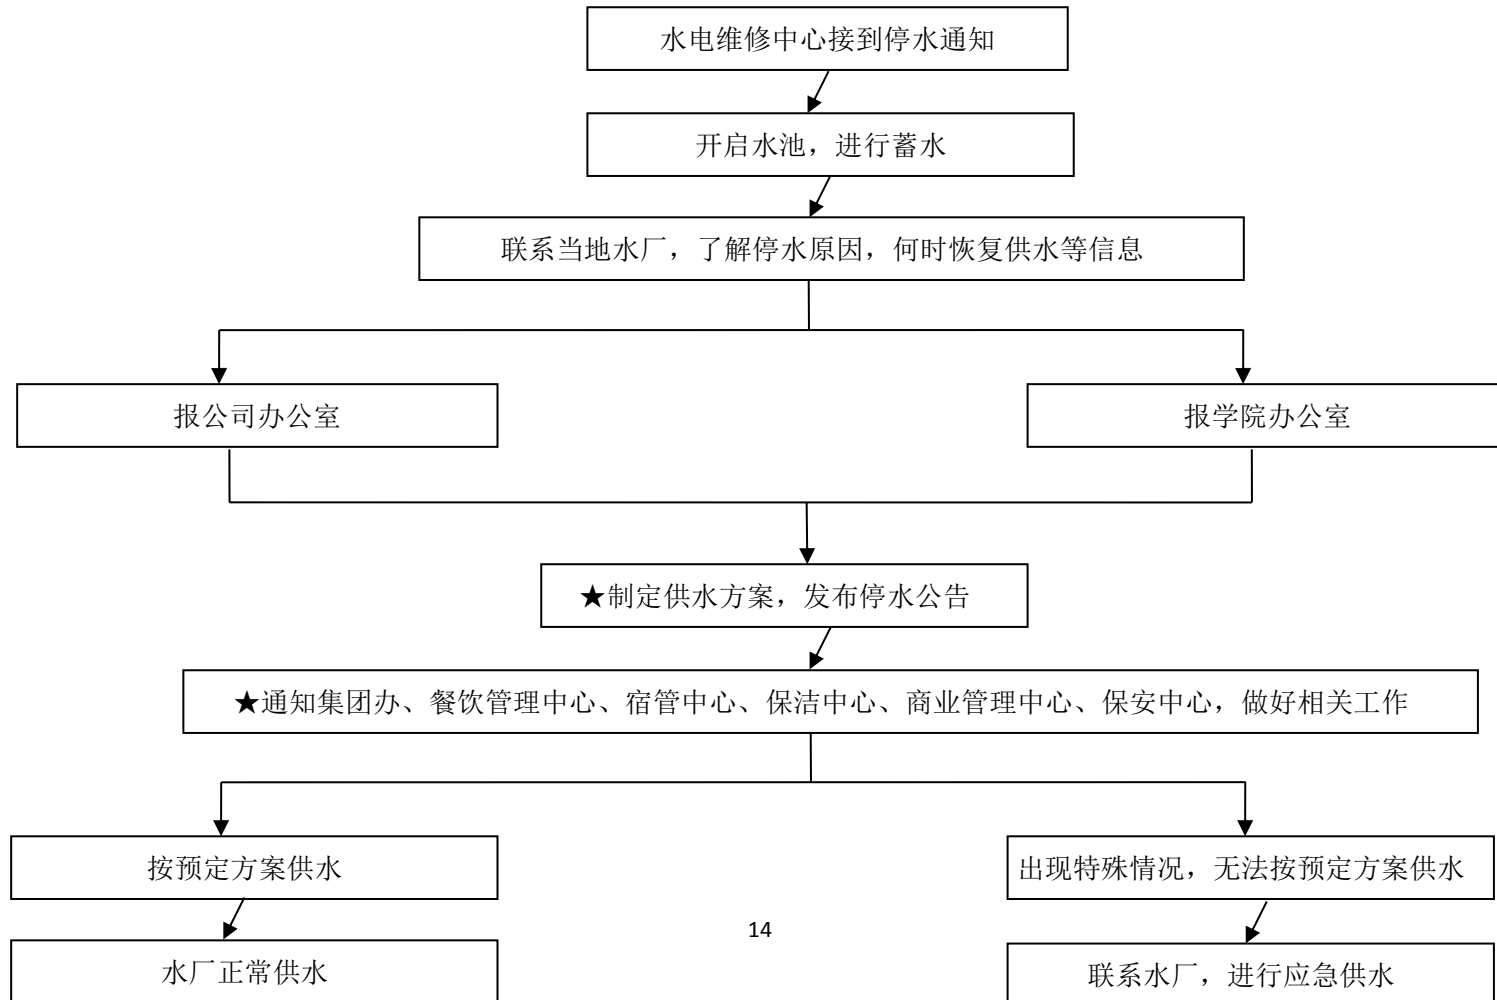 水电维修中心接到停水通知
开启水池，进行蓄水
联系当地水厂，了解停水原因，何时恢复供水等信息
报公司办公室
报学院办公室
★制定供水方案，发布停水公告
★通知集团办、餐饮管理中心、宿管中心、保洁中心、商业管理中心、保安中心，做好相关工作
按预定方案供水
出现特殊情况，无法按预定方案供水
14
水厂正常供水
联系水厂，进行应急供水